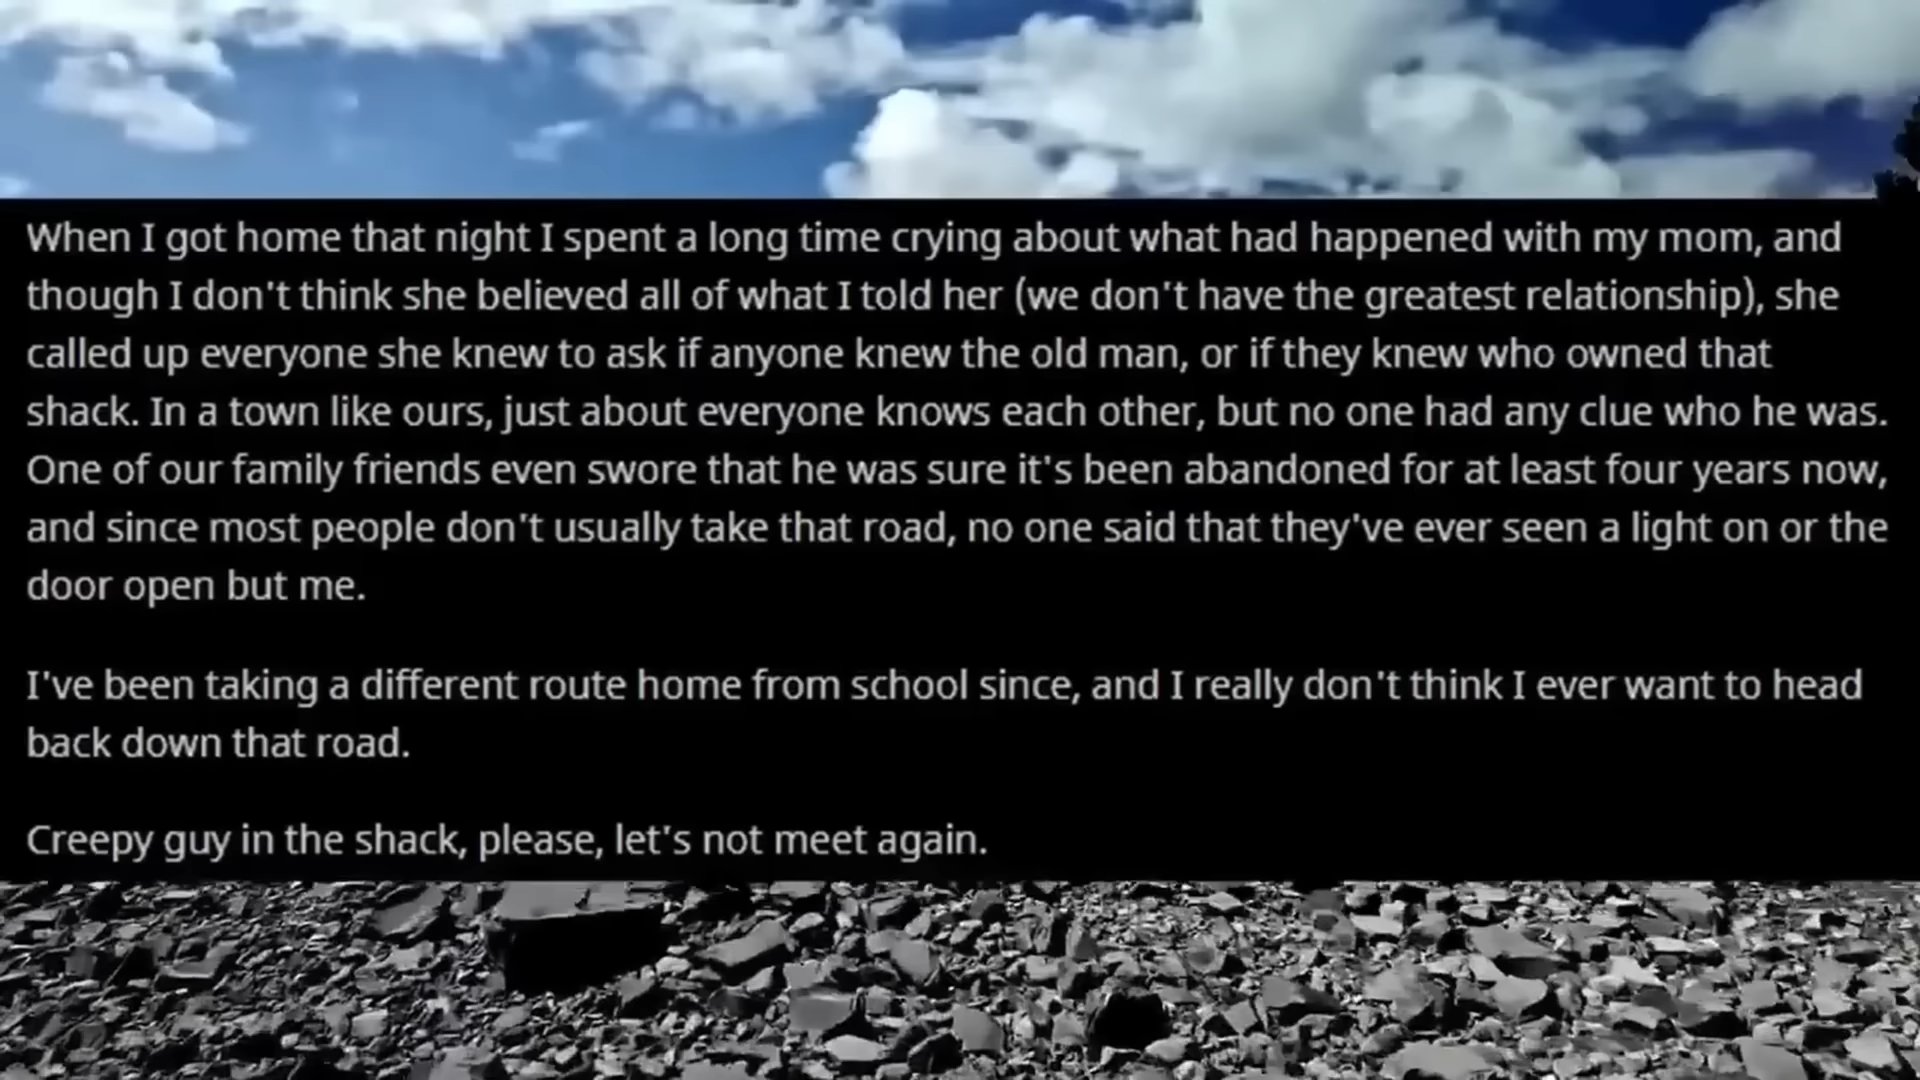 When I got home that night I spent a long time crying about what had happened with my mom, and
though I don't think she believed all of what I told her (we don't have the greatest relationship), she
called up everyone she knew to ask if anyone knew the old man, or if they knew who owned that
shack. In a town like ours, just about everyone knows each other, but no one had any clue who he was.
One of our family friends even swore that he was sure it's been abandoned for at least four years now,
and since most people don't usually take that road, no one said that they've ever seen a light on or the
door open but me.
I've been taking a different route home from school since, and I really don't think I ever want to head
back down that road.
Creepy guy in the shack, please, let's not meet again.